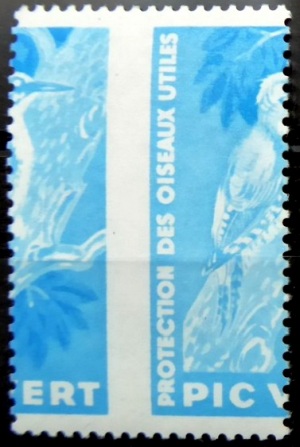 ERT
PROTECTION DES OISEAUX UTILES
PIC V